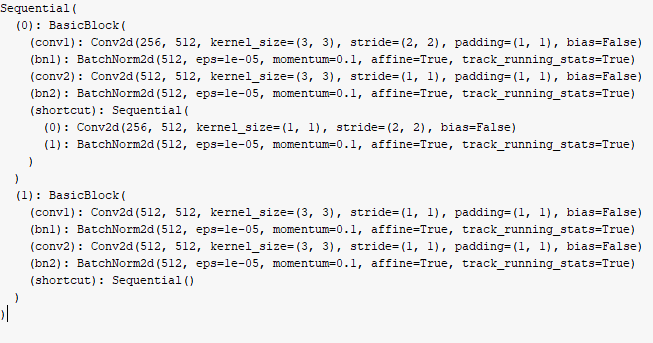 Sequential(
  (0): BasicBlock(
    (conv1): Conv2d(256, 512, kernel_size=(3, 3), stride=(2, 2), padding=(1, 1), bias=False)
    (bn1): BatchNorm2d(512, eps=1e-05, momentum=0.1, affine=True, track_running_stats=True)
    (conv2): Conv2d(512, 512, kernel_size=(3, 3), stride=(1, 1), padding=(1, 1), bias=False)
    (bn2): BatchNorm2d(512, eps=1e-05, momentum=0.1, affine=True, track_running_stats=True)
    (shortcut): Sequential(
      (0): Conv2d(256, 512, kernel_size=(1, 1), stride=(2, 2), bias=False)
      (1): BatchNorm2d(512, eps=1e-05, momentum=0.1, affine=True, track_running_stats=True)
    )
  )
  (1): BasicBlock(
    (conv1): Conv2d(512, 512, kernel_size=(3, 3), stride=(1, 1), padding=(1, 1), bias=False)
    (bn1): BatchNorm2d(512, eps=1e-05, momentum=0.1, affine=True, track_running_stats=True)
    (conv2): Conv2d(512, 512, kernel_size=(3, 3), stride=(1, 1), padding=(1, 1), bias=False)
    (bn2): BatchNorm2d(512, eps=1e-05, momentum=0.1, affine=True, track_running_stats=True)
    (shortcut): Sequential()
  )
)